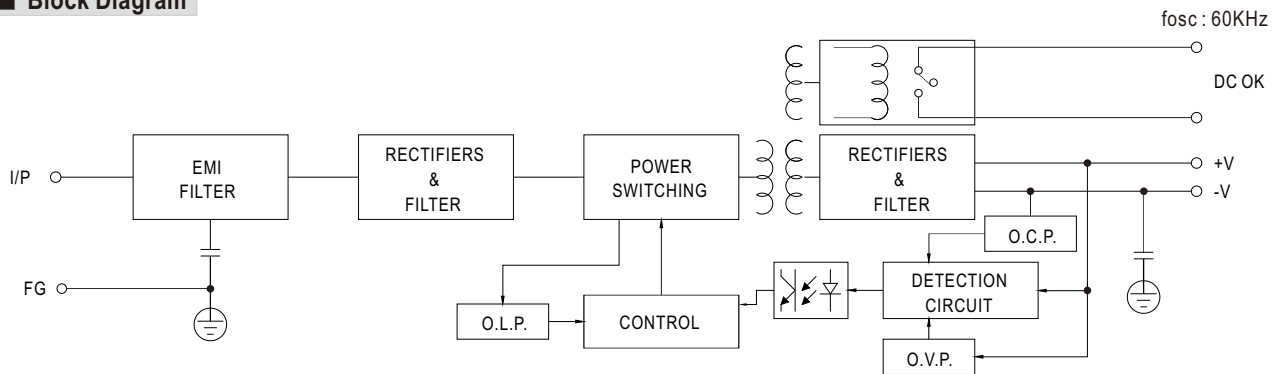 Block Diagram
fosc : 60KHz
DC OK
I/P
EMI
FILTER
RECTIFIERS
&
FILTER
POWER
SWITCHING
RECTIFIERS
&
FILTER
+V
-V
O.C.P.
FG
O.L.P.
CONTROL
DETECTION
CIRCUIT
O.V.P.